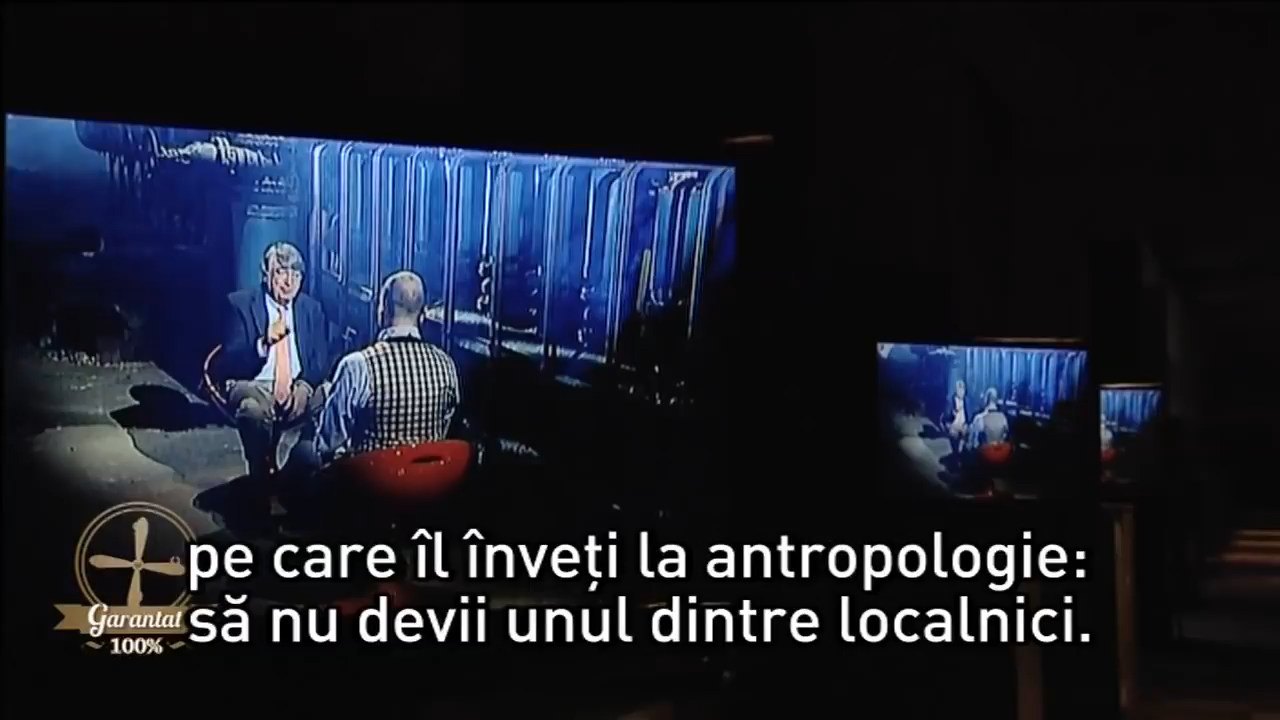 pe care îl înveți la antropologie:
să nu devii unul dintre localnici.
Garantat
100%